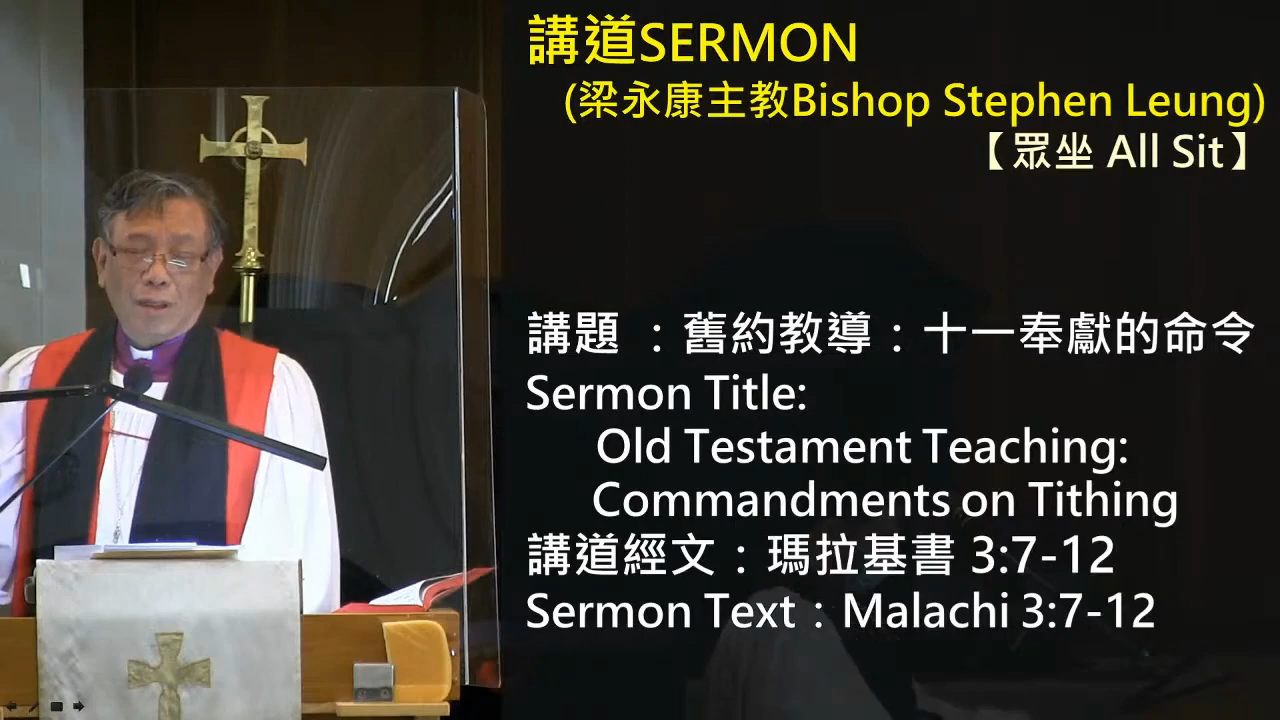 講道SERMON
(梁永康主教Bishop Stephen Leung)
【眾坐 All Sit】
講題 ：舊約教導：十一奉獻的命令
Sermon Title:
Old Testament Teaching:
Commandments on Tithing
講道經文：瑪拉基書 3:7-12
Sermon Text：Malachi 3:7-12